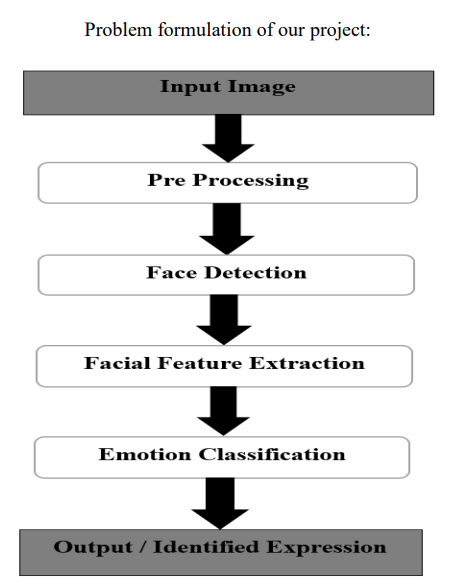 Problem formulation of our project:
Input Image
Pre Processing
Face Detection
Facial Feature Extraction
Emotion Classification
Output / Identified Expression